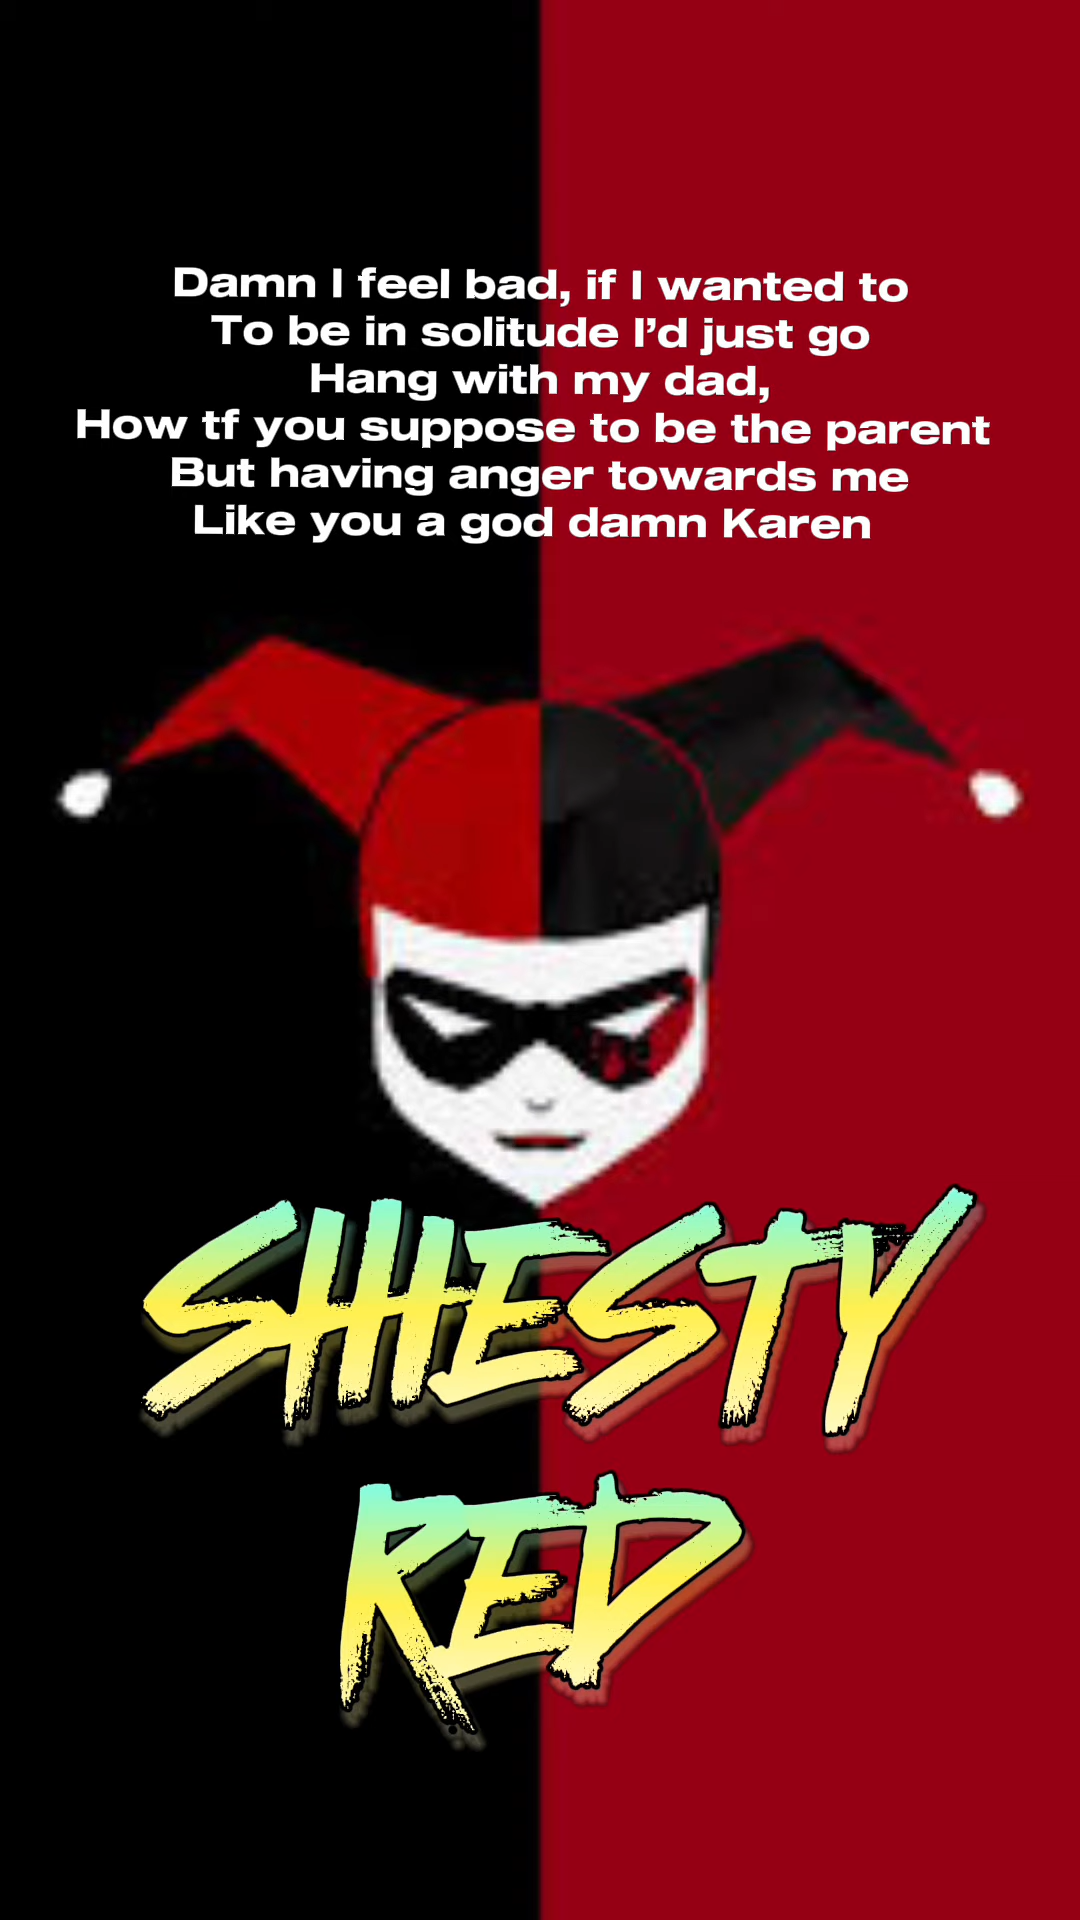 Damn I feel bad, if I wanted to
To be in solitude I’d just go
Hang with my dad,
How tf you suppose to be the parent
But having anger towards me
Like you a god damn Karen
SHIESTY
RED